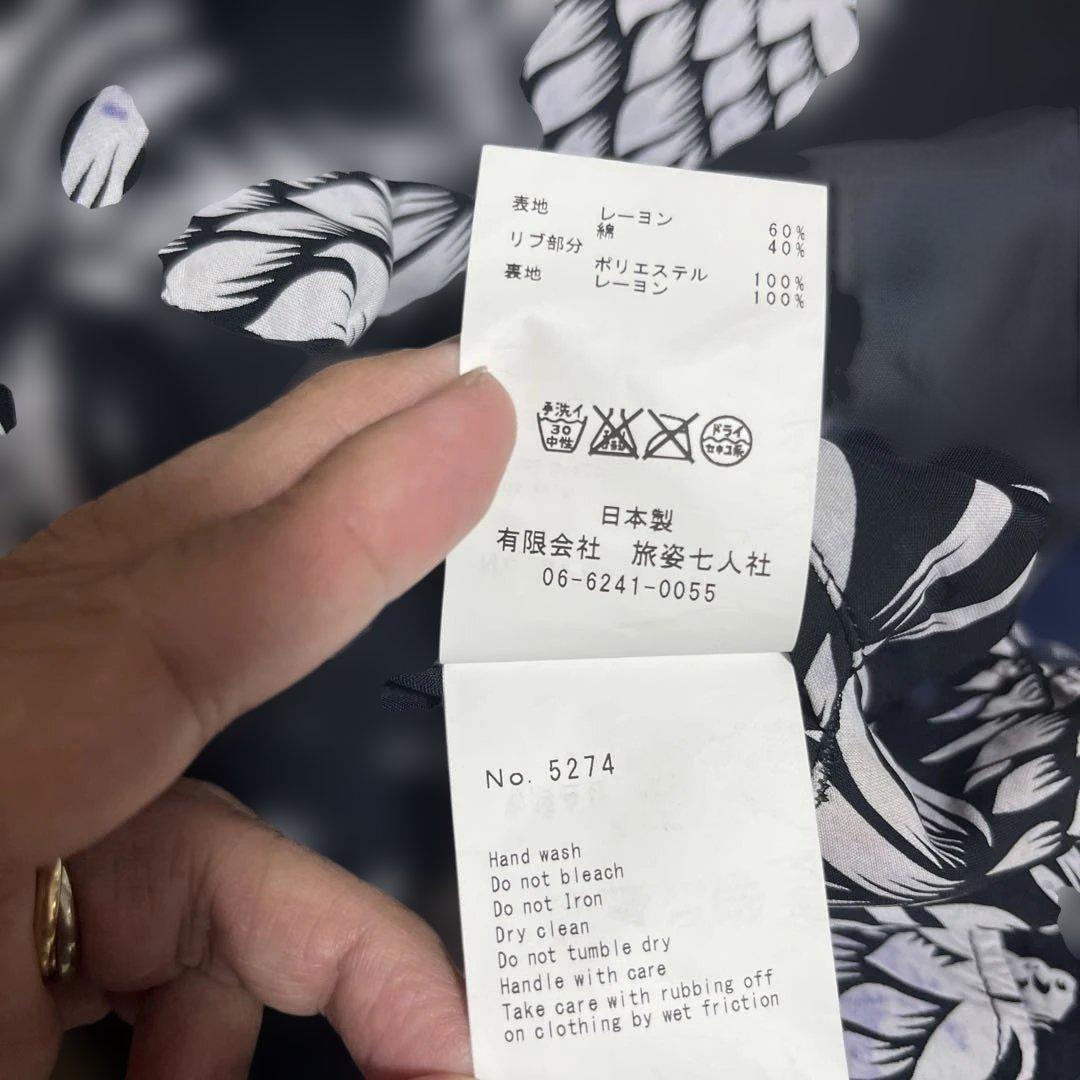 表地 レーヨン 60%
綿 40%
リブ部分 ポリエステル 100%
裏地 レーヨン 100%
手洗イ
30
中性
ドライ
セキユ系
日本製
有限会社 旅姿七人社
06-6241-0055
No. 5274
Hand wash
Do not bleach
Do not Iron
Dry clean
Do not tumble dry
Handle with care
Take care with rubbing off
on clothing by wet friction